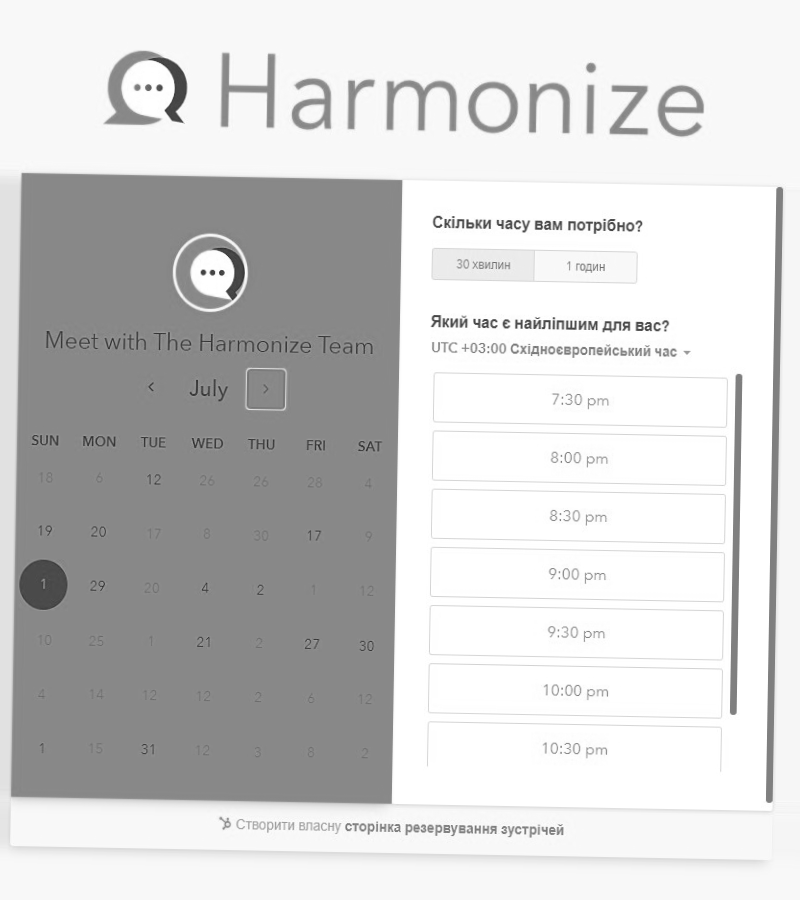 Harmonize
Meet with The Harmonize Team
July
SUN MON TUE WED THU FRI SAT
18 6 12 26 26 28 4
19 20 17 8 30 17 9
1 29 20 4 2 1 12
10 25 1 21 2 27 30
4 14 12 12 2 6 12
1 15 31 12 3 8 2
Скільки часу вам потрібно?
30 хвилин 1 годин
Який час є найліпшим для вас?
UTC +03:00 Східноєвропейський час
7:30 pm
8:00 pm
8:30 pm
9:00 pm
9:30 pm
10:00 pm
10:30 pm
Створити власну сторінка резервування зустрічей